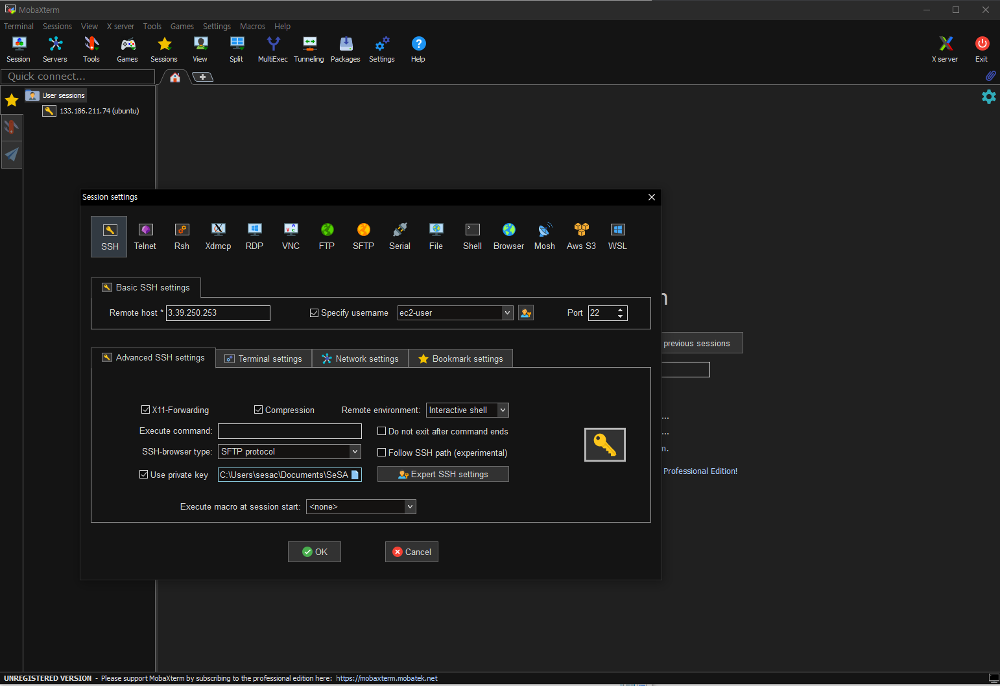 MobaXterm
Terminal Sessions View X server Tools Games Settings Macros Help
Session Servers Tools Games Sessions View Split MultiExec Tunneling Packages Settings Help X server Exit
Quick connect...
User sessions
133.186.211.74 (ubuntu)
Session settings
SSH Telnet Rsh Xdmcp RDP VNC FTP SFTP Serial File Shell Browser Mosh Aws S3 WSL
Basic SSH settings
Remote host * 3.39.250.253 Specify username ec2-user Port 22
previous sessions
Advanced SSH settings Terminal settings Network settings Bookmark settings
X11-Forwarding Compression Remote environment: Interactive shell
Execute command: Do not exit after command ends
SSH-browser type: SFTP protocol Follow SSH path (experimental)
Use private key C:\Users\sesac\Documents\SeSA Expert SSH settings
Professional Edition!
Execute macro at session start: <none>
OK Cancel
UNREGISTERED VERSION - Please support MobaXterm by subscribing to the professional edition here: https://mobaxterm.mobatek.net